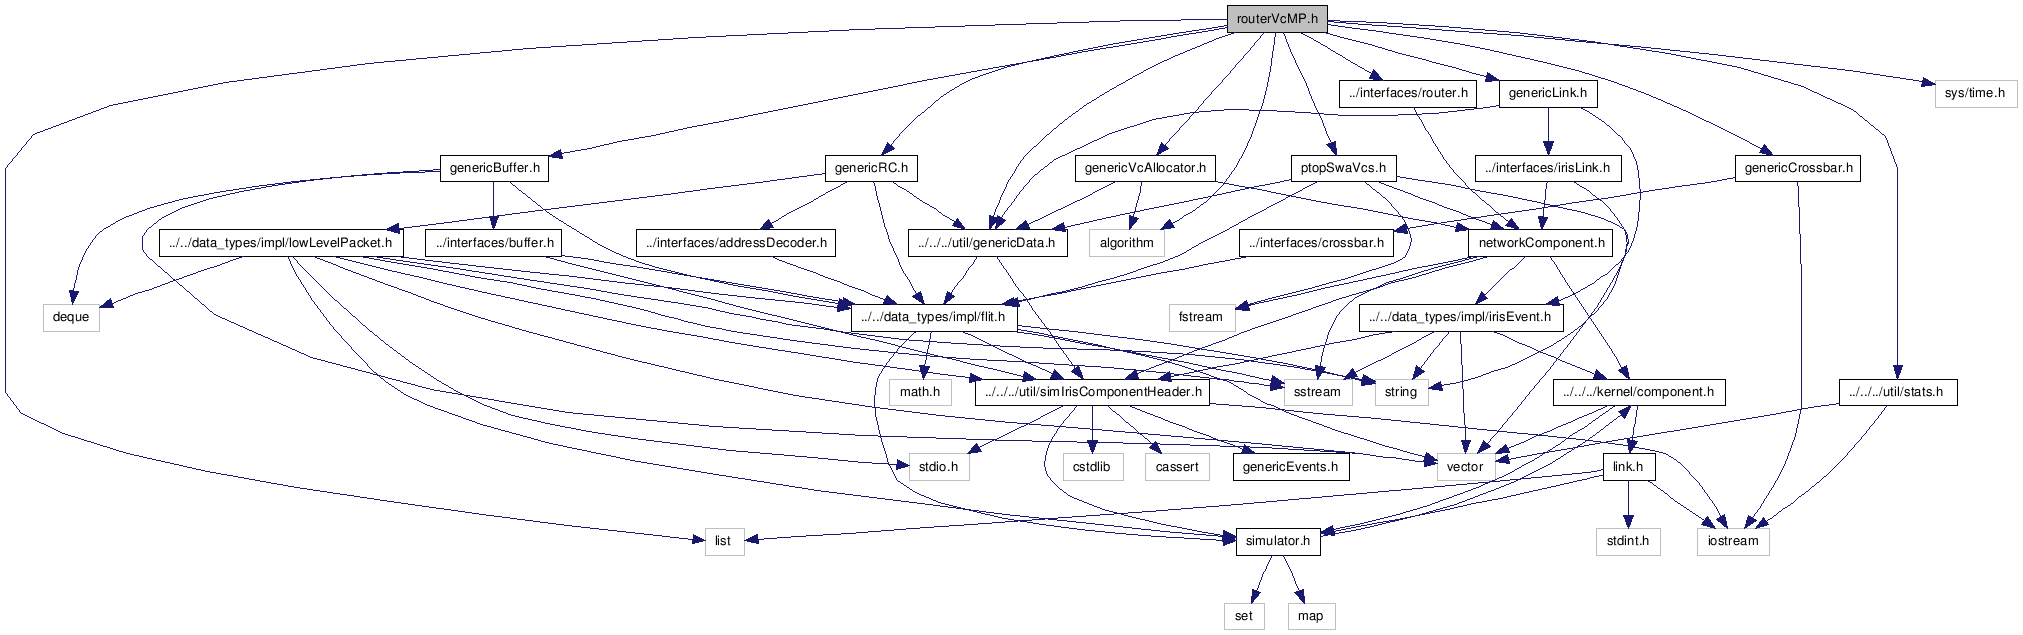 routerVcMP.h
../interfaces/router.h
genericLink.h
sys/time.h
genericBuffer.h
genericRC.h
genericVcAllocator.h
ptopSwaVcs.h
../interfaces/irisLink.h
genericCrossbar.h
../../data_types/impl/lowLevelPacket.h
../interfaces/buffer.h
../interfaces/addressDecoder.h
../../../util/genericData.h
algorithm
../interfaces/crossbar.h
networkComponent.h
deque
../../data_types/impl/flit.h
fstream
../../data_types/impl/irisEvent.h
math.h
../../../util/simIrisComponentHeader.h
sstream
string
../../../kernel/component.h
../../../util/stats.h
stdio.h
cstdlib
cassert
genericEvents.h
vector
link.h
list
simulator.h
stdint.h
iostream
set
map